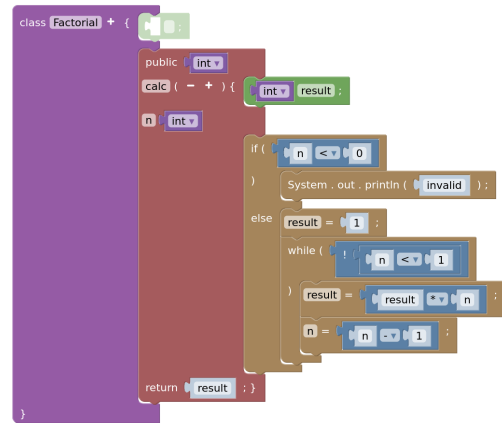 class Factorial + { ;
public int ▾
calc ( - + ) { int ▾ result ;
n int ▾
if ( n < ▾ 0
) System . out . println ( invalid ) ;
else result = 1 ;
while ( ! n < ▾ 1
) result = result * ▾ n ;
n = n - ▾ 1 ;
return result ; }
}